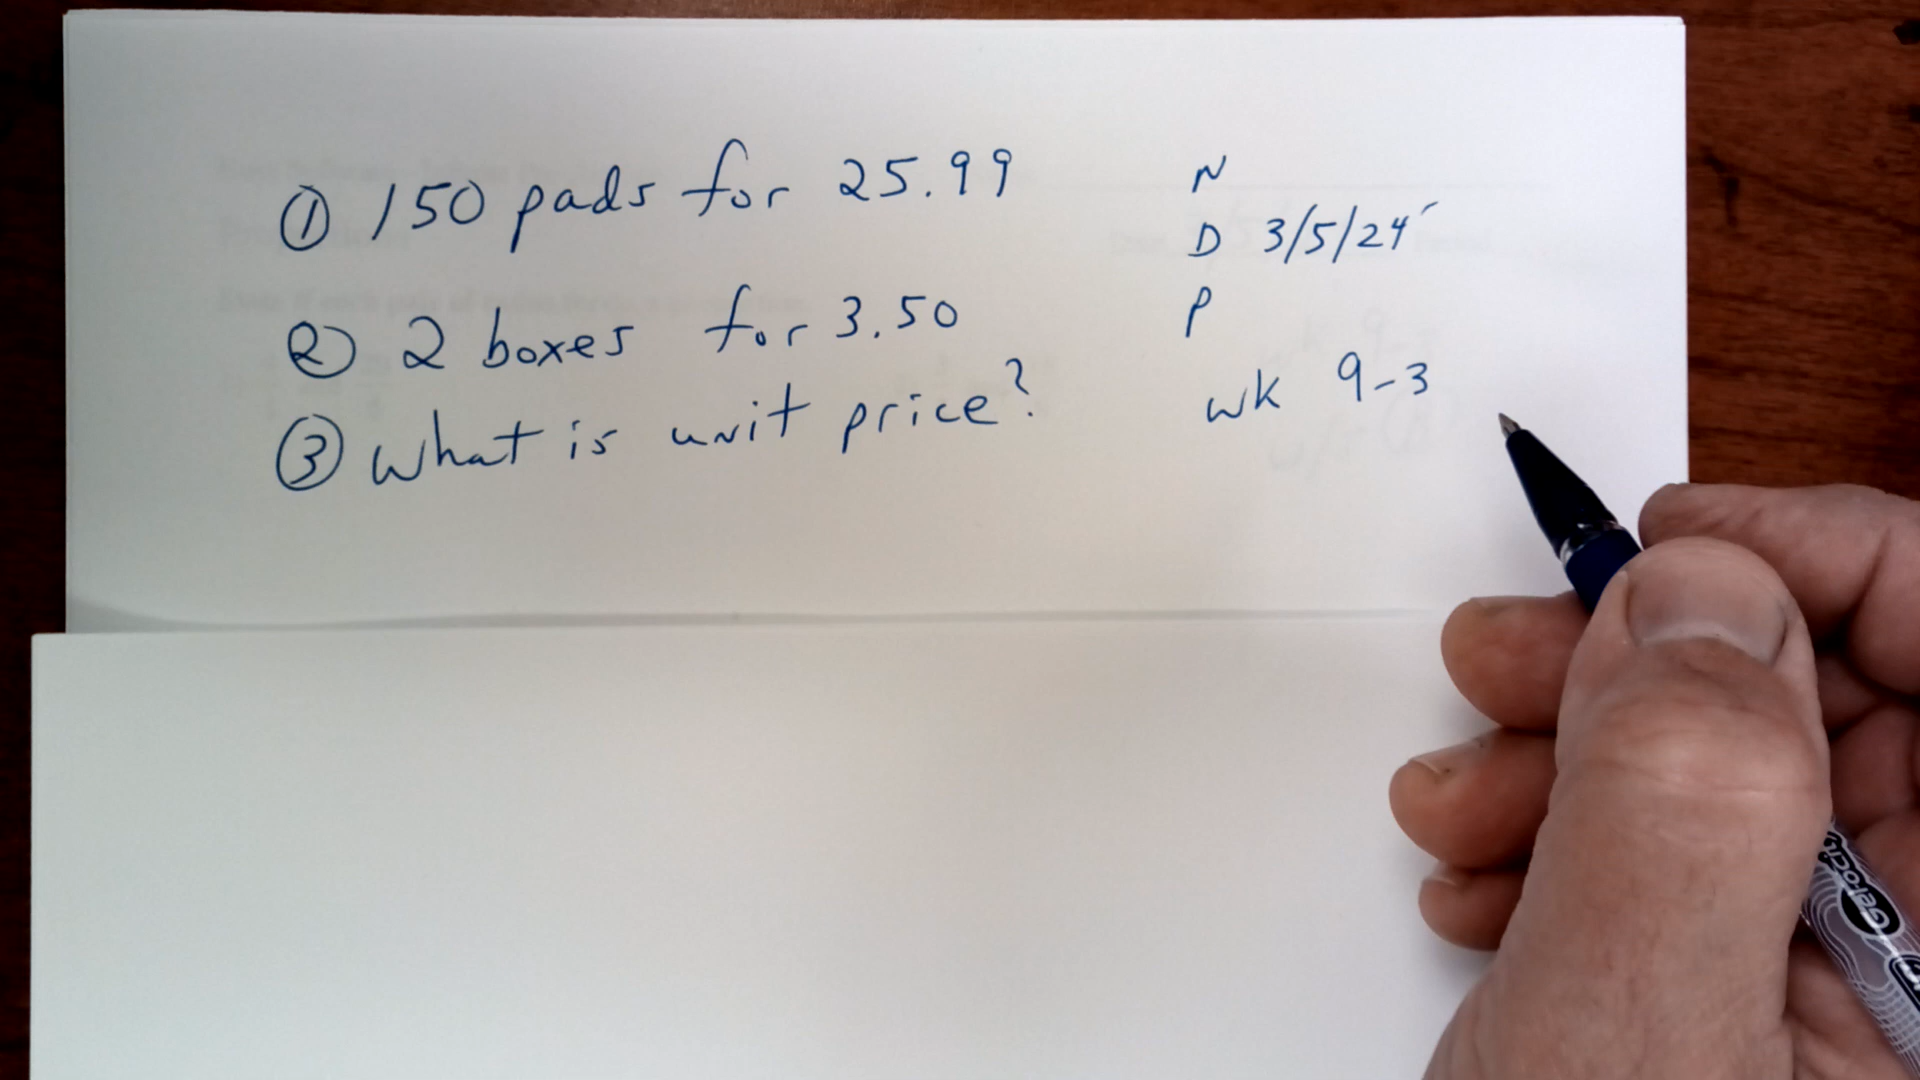 ① 150 pads for 25.99
② 2 boxes for 3.50
③ What is unit price?
N
D 3/5/24
P
wk 9-3